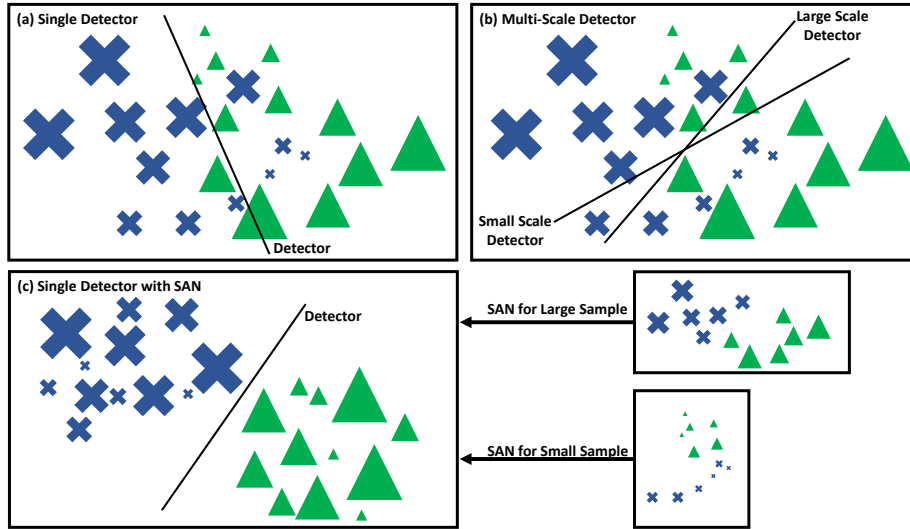 (a) Single Detector
Detector
(b) Multi-Scale Detector
Large Scale
Detector
Small Scale
Detector
(c) Single Detector with SAN
Detector
SAN for Large Sample
SAN for Small Sample